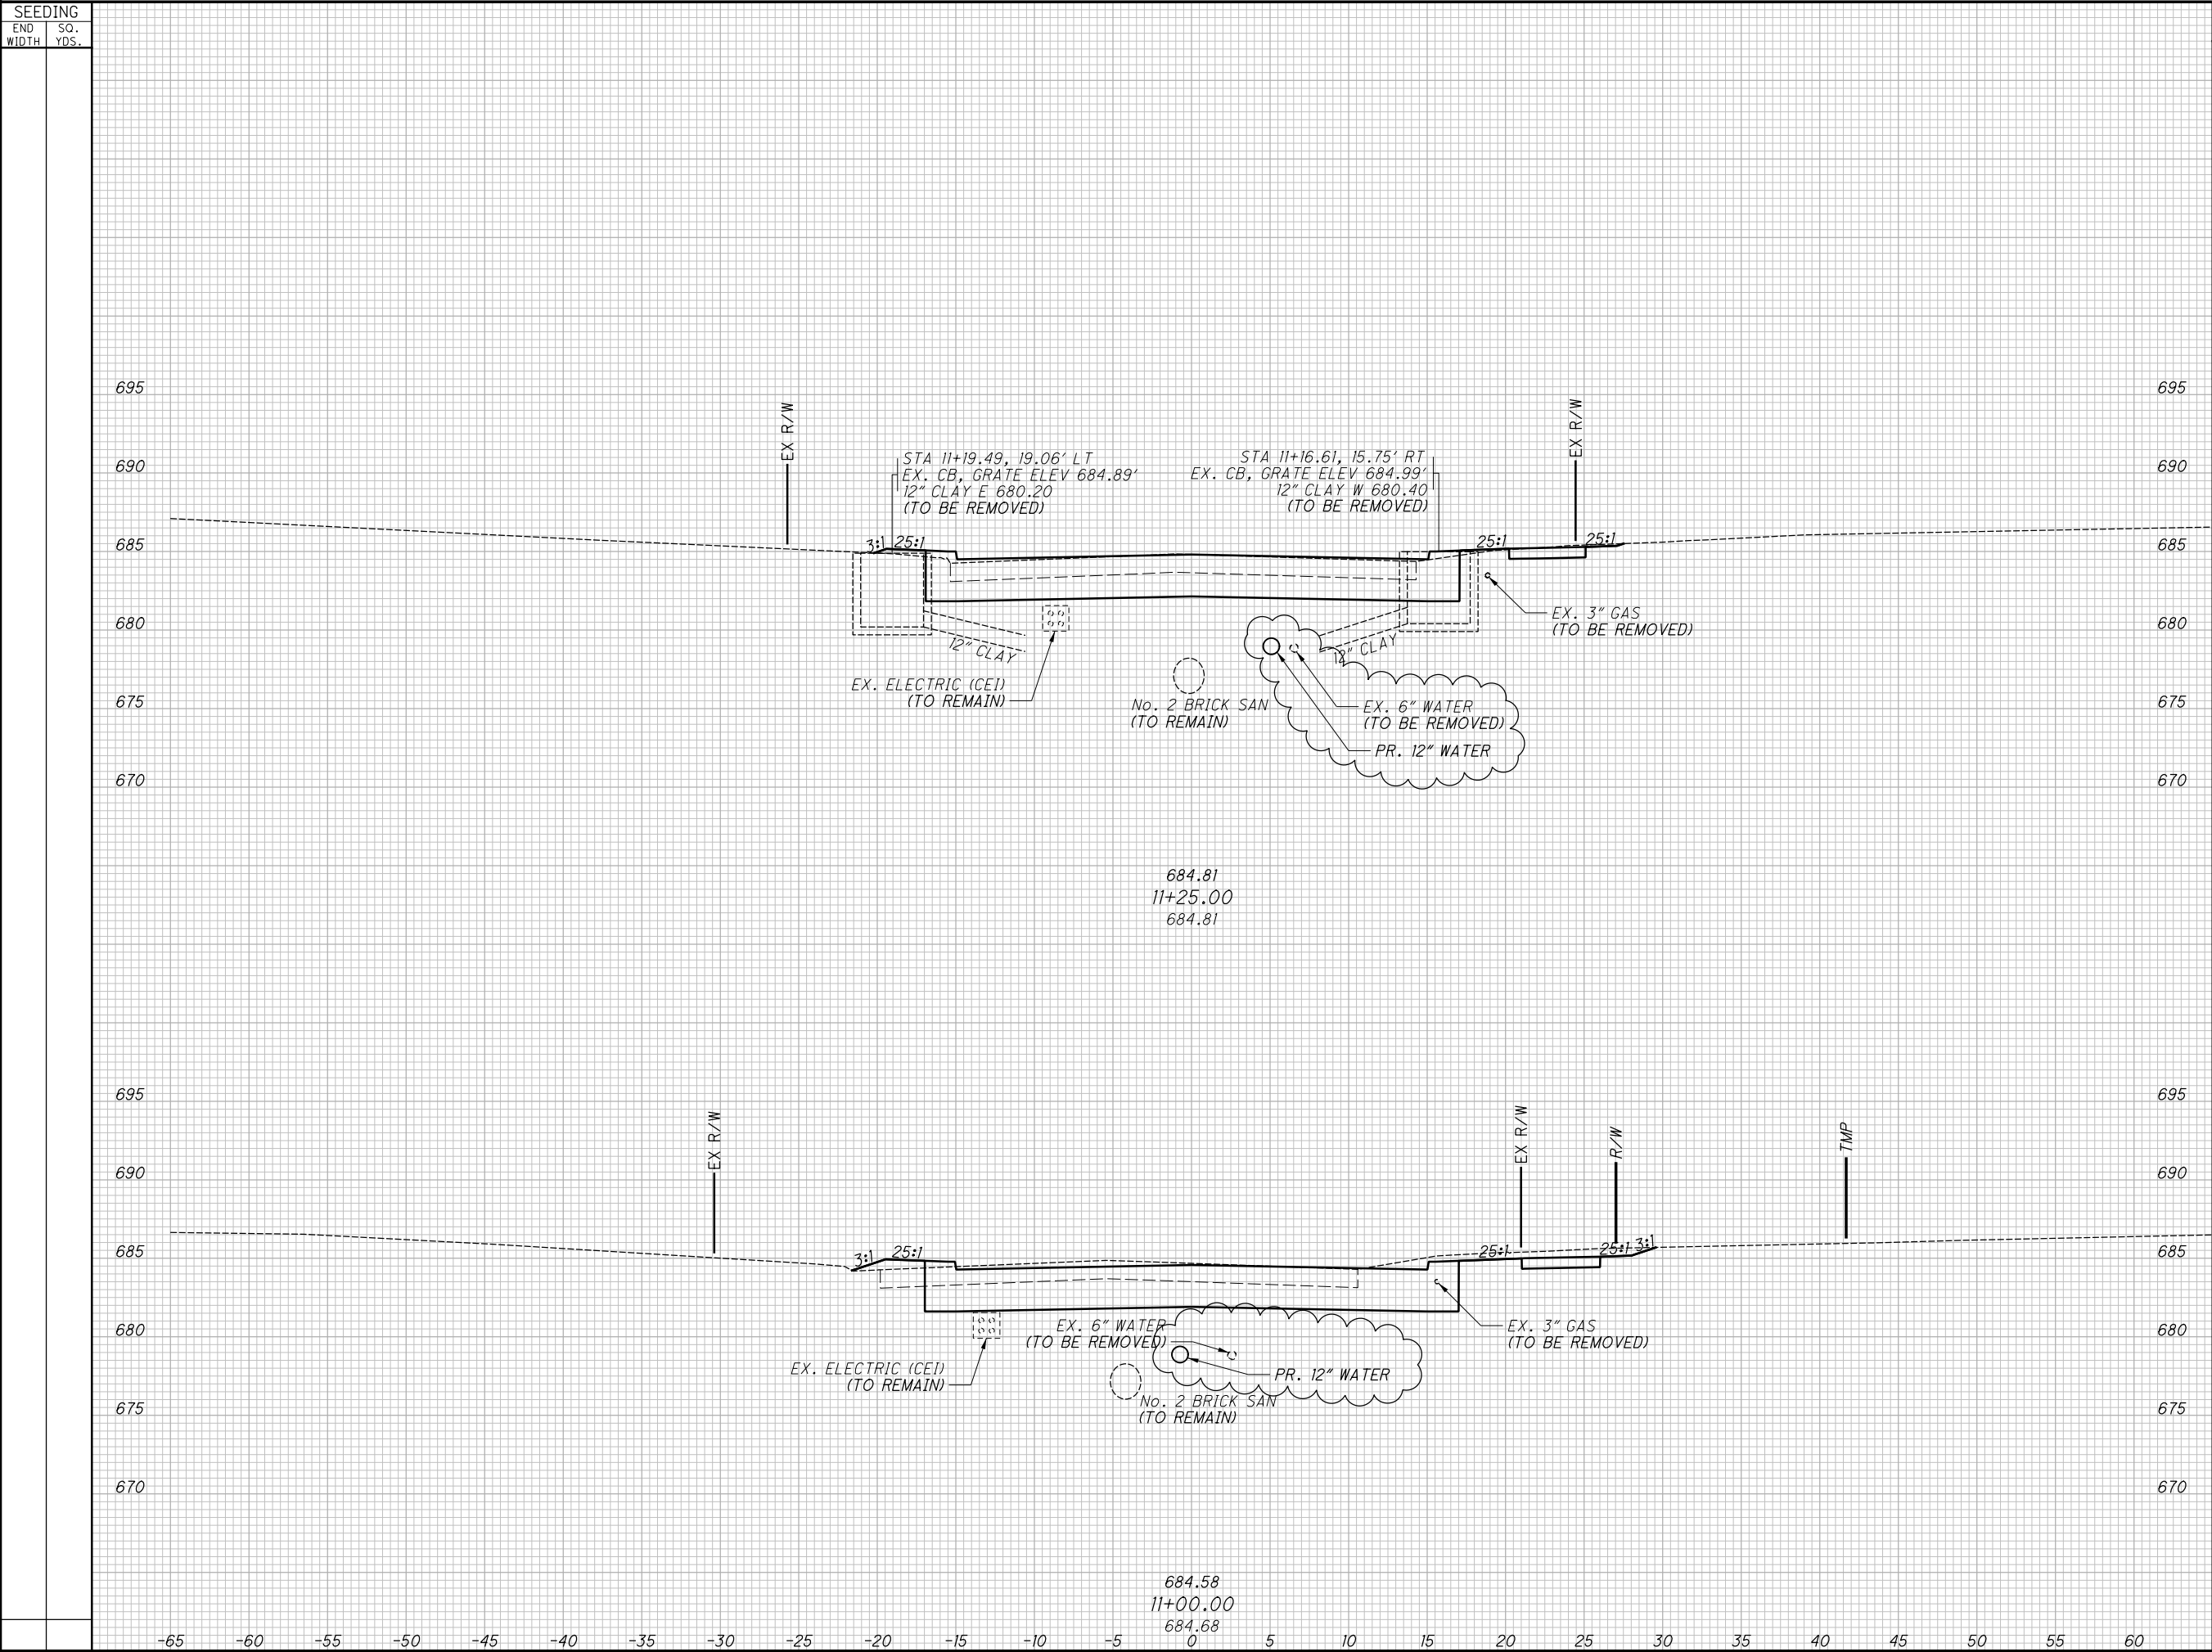 SEEDING
END WIDTH
SQ. YDS.
695
695
EX R/W
EX R/W
690
690
STA 11+19.49, 19.06' LT
EX. CB, GRATE ELEV 684.89'
12" CLAY E 680.20
(TO BE REMOVED)
STA 11+16.61, 15.75' RT
EX. CB, GRATE ELEV 684.99'
12" CLAY W 680.40
(TO BE REMOVED)
685
3:1
25:1
25:1
25:1
685
680
EX. 3" GAS
(TO BE REMOVED)
680
12" CLAY
12" CLAY
EX. ELECTRIC (CEI)
(TO REMAIN)
675
No. 2 BRICK SAN
(TO REMAIN)
EX. 6" WATER
(TO BE REMOVED)
675
PR. 12" WATER
670
670
684.81
11+25.00
684.81
695
695
EX R/W
EX R/W
R/W
TMP
690
690
685
3:1
25:1
25:1
25:1
3:1
685
680
EX. 6" WATER
(TO BE REMOVED)
EX. 3" GAS
(TO BE REMOVED)
680
EX. ELECTRIC (CEI)
(TO REMAIN)
PR. 12" WATER
675
No. 2 BRICK SAN
(TO REMAIN)
675
670
670
684.58
11+00.00
684.68
-65 -60 -55 -50 -45 -40 -35 -30 -25 -20 -15 -10 -5 0 5 10 15 20 25 30 35 40 45 50 55 60